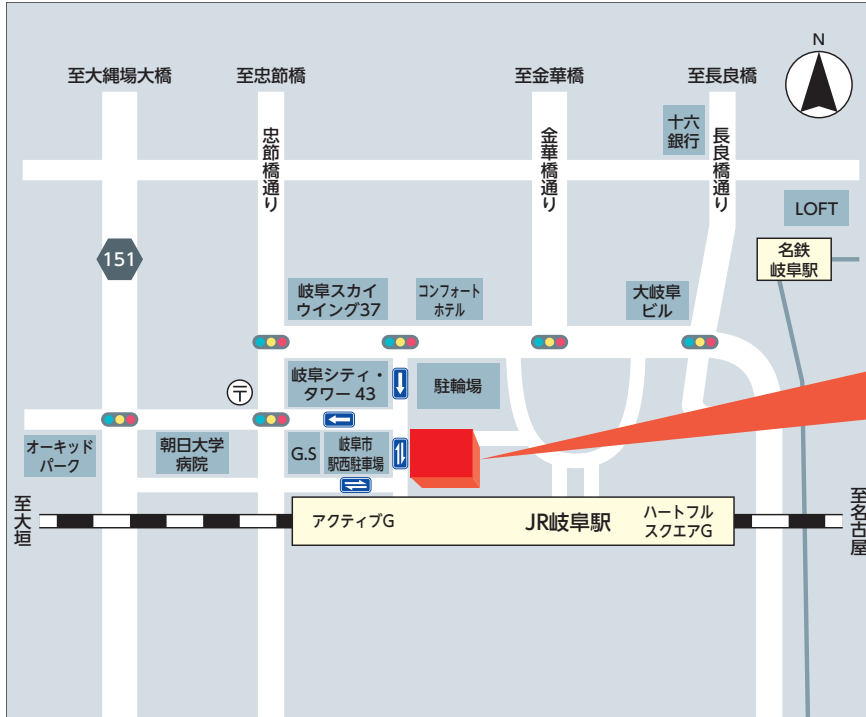 N
至大縄場大橋
至忠節橋
至金華橋
至長良橋
十六
銀行
忠節橋通り
金華橋通り
長良橋通り
LOFT
151
名鉄
岐阜駅
岐阜スカイ
ウイング37
コンフォート
ホテル
大岐阜
ビル
岐阜シティ・
タワー 43
駐輪場
〒
オーキッド
パーク
朝日大学
病院
G.S
岐阜市
駅西駐車場
至大垣
アクティブG
JR岐阜駅
ハートフル
スクエアG
至名古屋